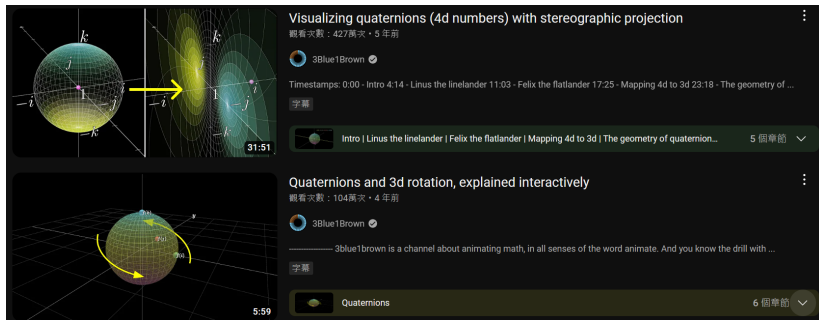 k
j
-i
1
-j
i
-k
k
j
-i
1
-j
i
-k
31:51
Visualizing quaternions (4d numbers) with stereographic projection
觀看次數：427萬次 · 5 年前
3Blue1Brown
Timestamps: 0:00 - Intro 4:14 - Linus the linelander 11:03 - Felix the flatlander 17:25 - Mapping 4d to 3d 23:18 - The geometry of ...
字幕
Intro | Linus the linelander | Felix the flatlander | Mapping 4d to 3d | The geometry of quaternion...
5 個章節
5:59
Quaternions and 3d rotation, explained interactively
觀看次數：104萬次 · 4 年前
3Blue1Brown
3blue1brown is a channel about animating math, in all senses of the word animate. And you know the drill with ...
字幕
Quaternions
6 個章節